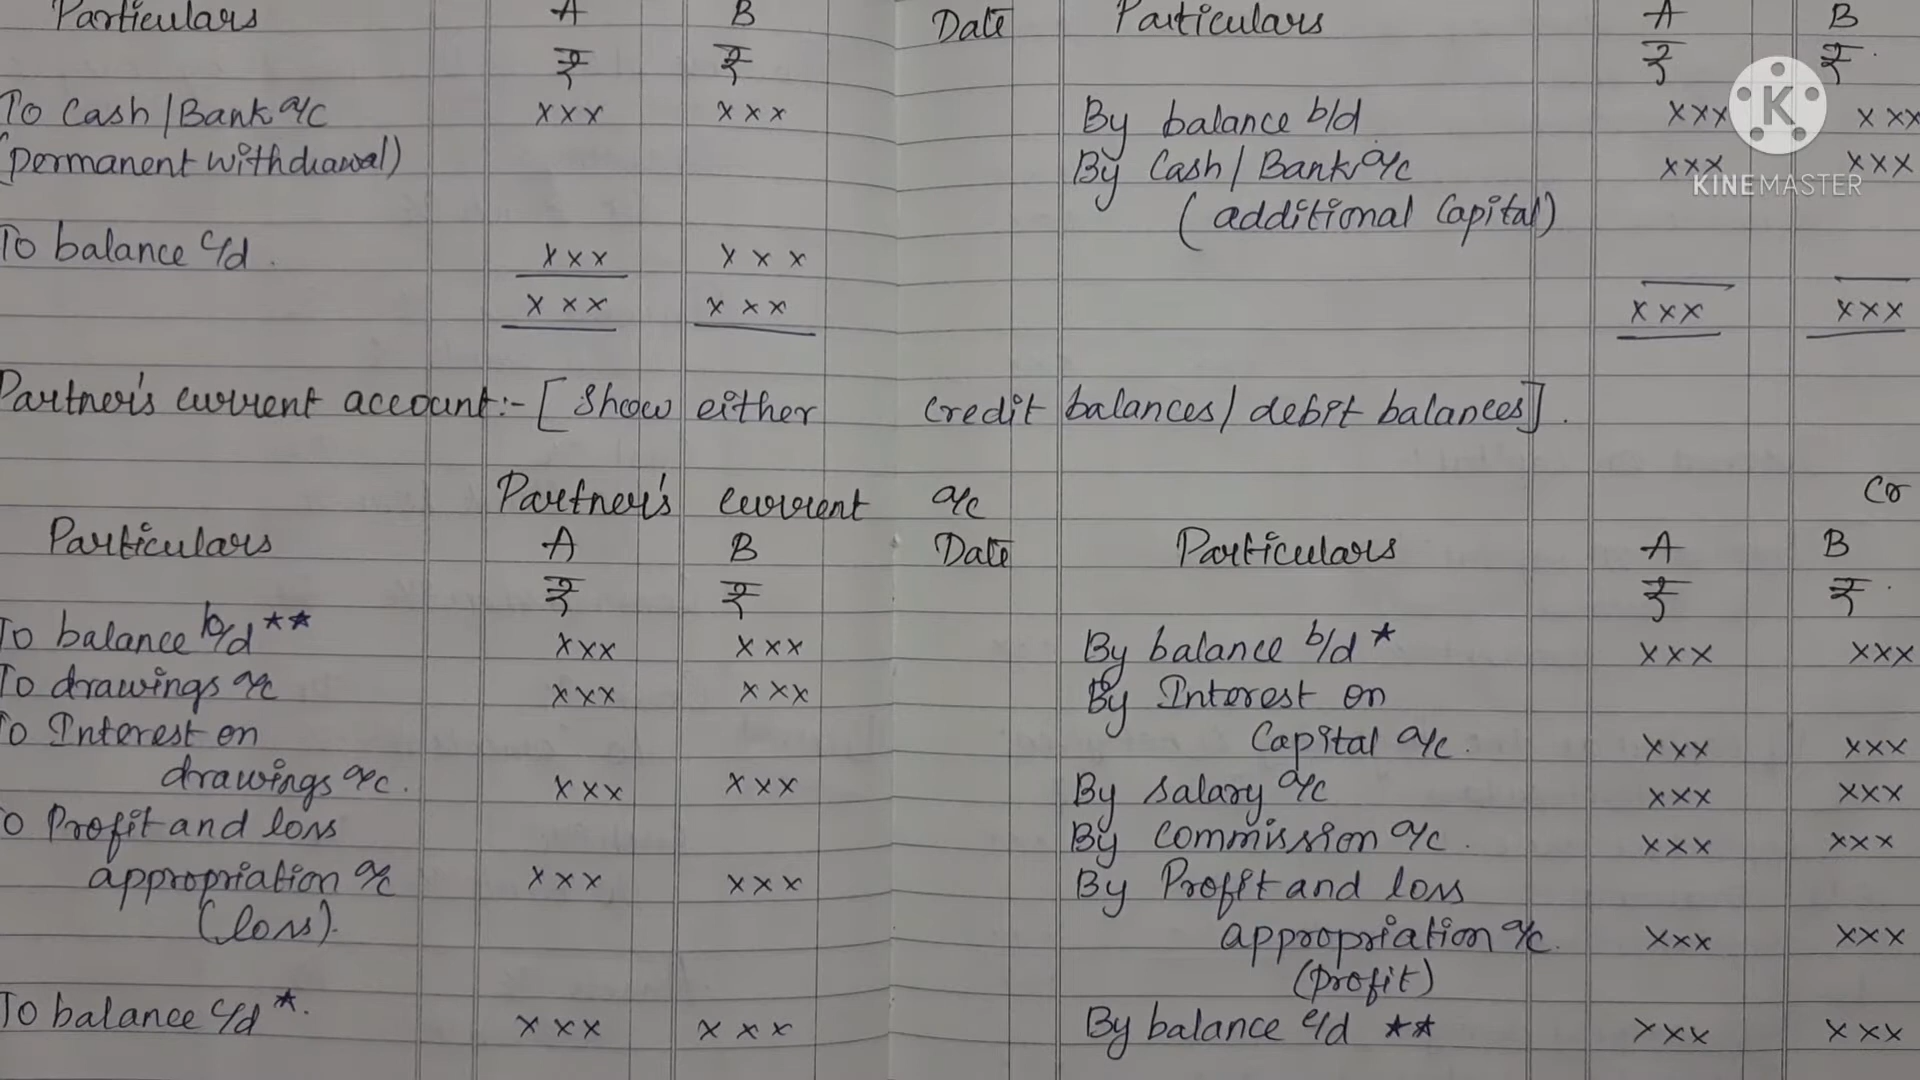 Particulars A B Date Particulars A B
₹ ₹ ₹ ₹
To Cash/Bank a/c xxx xxx By balance b/d xxx xxx
(permanent withdrawal) By Cash/Bank a/c xxx xxx
(additional Capital)
To balance c/d. xxx xxx
xxx xxx xxx xxx
Partner's current account:- [Show either credit balances/debit balances].
Partner's current a/c Cr
Particulars A B Date Particulars A B
₹ ₹ ₹ ₹
To balance b/d ** xxx xxx By balance b/d * xxx xxx
To drawings a/c xxx xxx By Interest on
To Interest on Capital a/c. xxx xxx
drawings a/c. xxx xxx By salary a/c xxx xxx
To Profit and loss By Commission a/c. xxx xxx
appropriation a/c xxx xxx By Profit and loss
(loss). appropriation a/c. xxx xxx
(profit)
To balance c/d *. xxx xxx By balance c/d ** xxx xxx
K
KINEMASTER